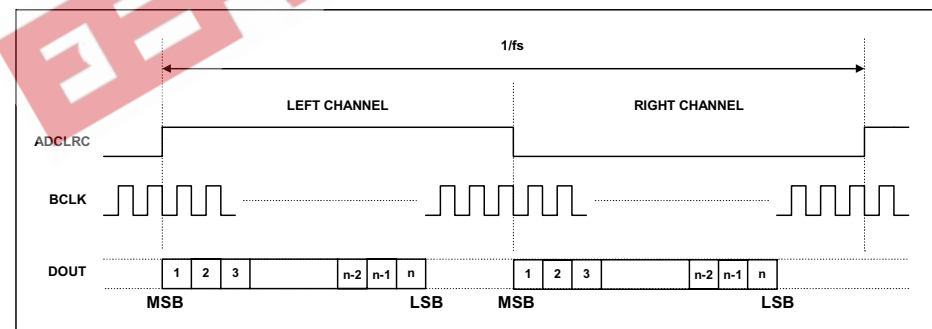 1/fs
LEFT CHANNEL RIGHT CHANNEL
ADCLRC
BCLK
DOUT 1 2 3 n-2 n-1 n 1 2 3 n-2 n-1 n
MSB LSB MSB LSB